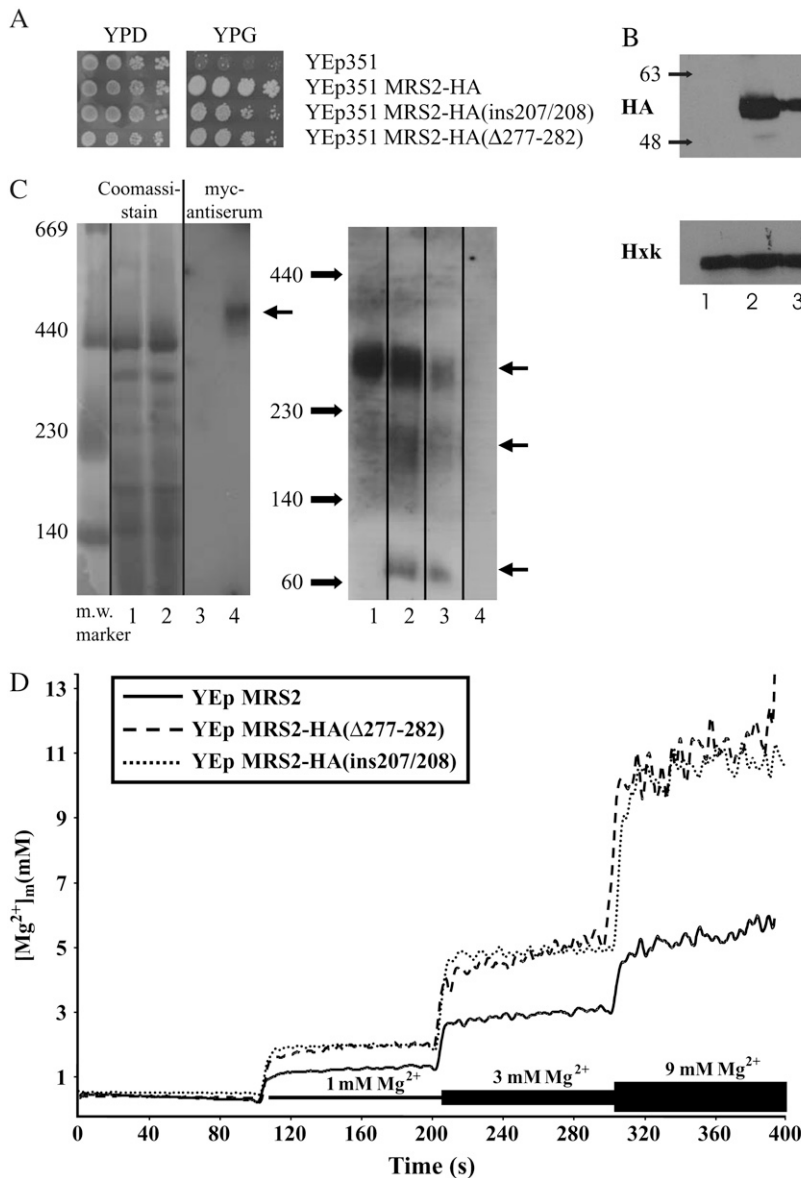 A
YPD YPG
YEp351
YEp351 MRS2-HA
YEp351 MRS2-HA(ins207/208)
YEp351 MRS2-HA(Δ277-282)
B
63
HA
48
Hxk
1 2 3
C
Coomassi-
stain
myc-
antiserum
669
440
230
140
m.w.
marker
1 2 3 4
440
230
140
60
1 2 3 4
D
YEp MRS2
YEp MRS2-HA(Δ277-282)
YEp MRS2-HA(ins207/208)
[Mg²⁺]ₘ(mM)
13
11
9
7
5
3
1
1 mM Mg²⁺
3 mM Mg²⁺
9 mM Mg²⁺
0 40 80 120 160 200 240 280 320 360 400
Time (s)